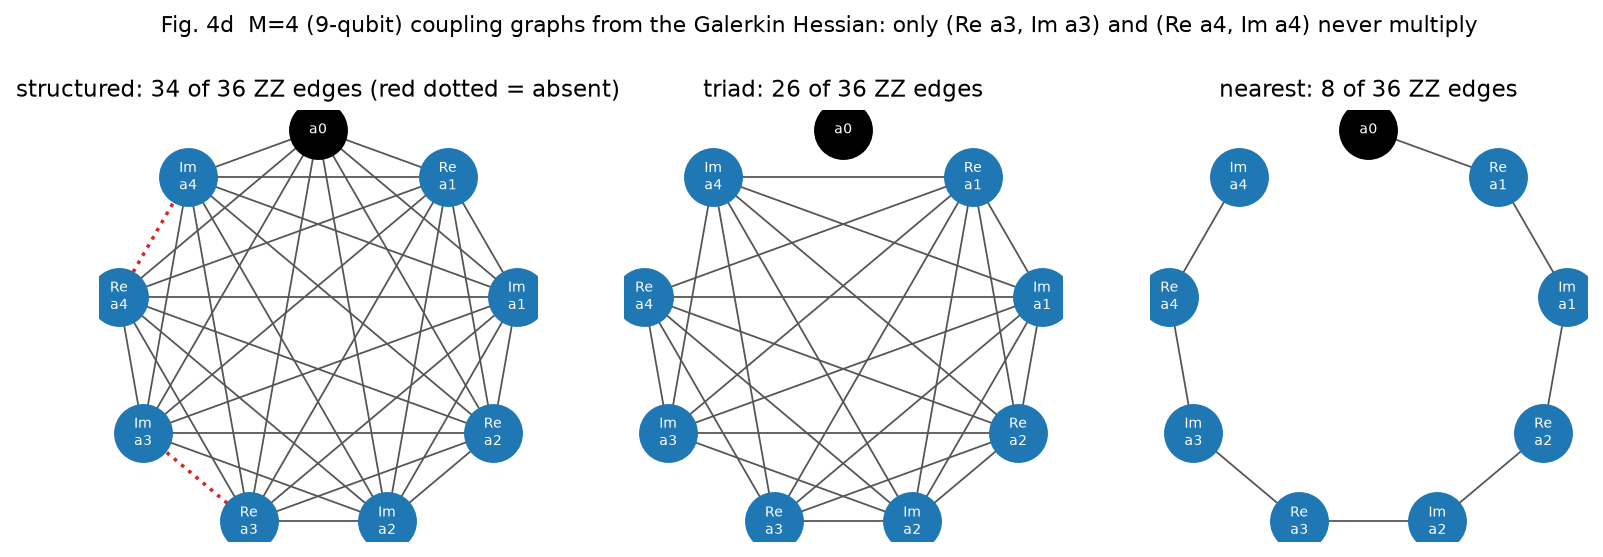 Fig. 4d  M=4 (9-qubit) coupling graphs from the Galerkin Hessian: only (Re a3, Im a3) and (Re a4, Im a4) never multiply
structured: 34 of 36 ZZ edges (red dotted = absent)
a0
Im
a4
Re
a1
Re
a4
Im
a1
Im
a3
Re
a2
Re
a3
Im
a2
triad: 26 of 36 ZZ edges
a0
Im
a4
Re
a1
Re
a4
Im
a1
Im
a3
Re
a2
Re
a3
Im
a2
nearest: 8 of 36 ZZ edges
a0
Im
a4
Re
a1
Re
a4
Im
a1
Im
a3
Re
a2
Re
a3
Im
a2